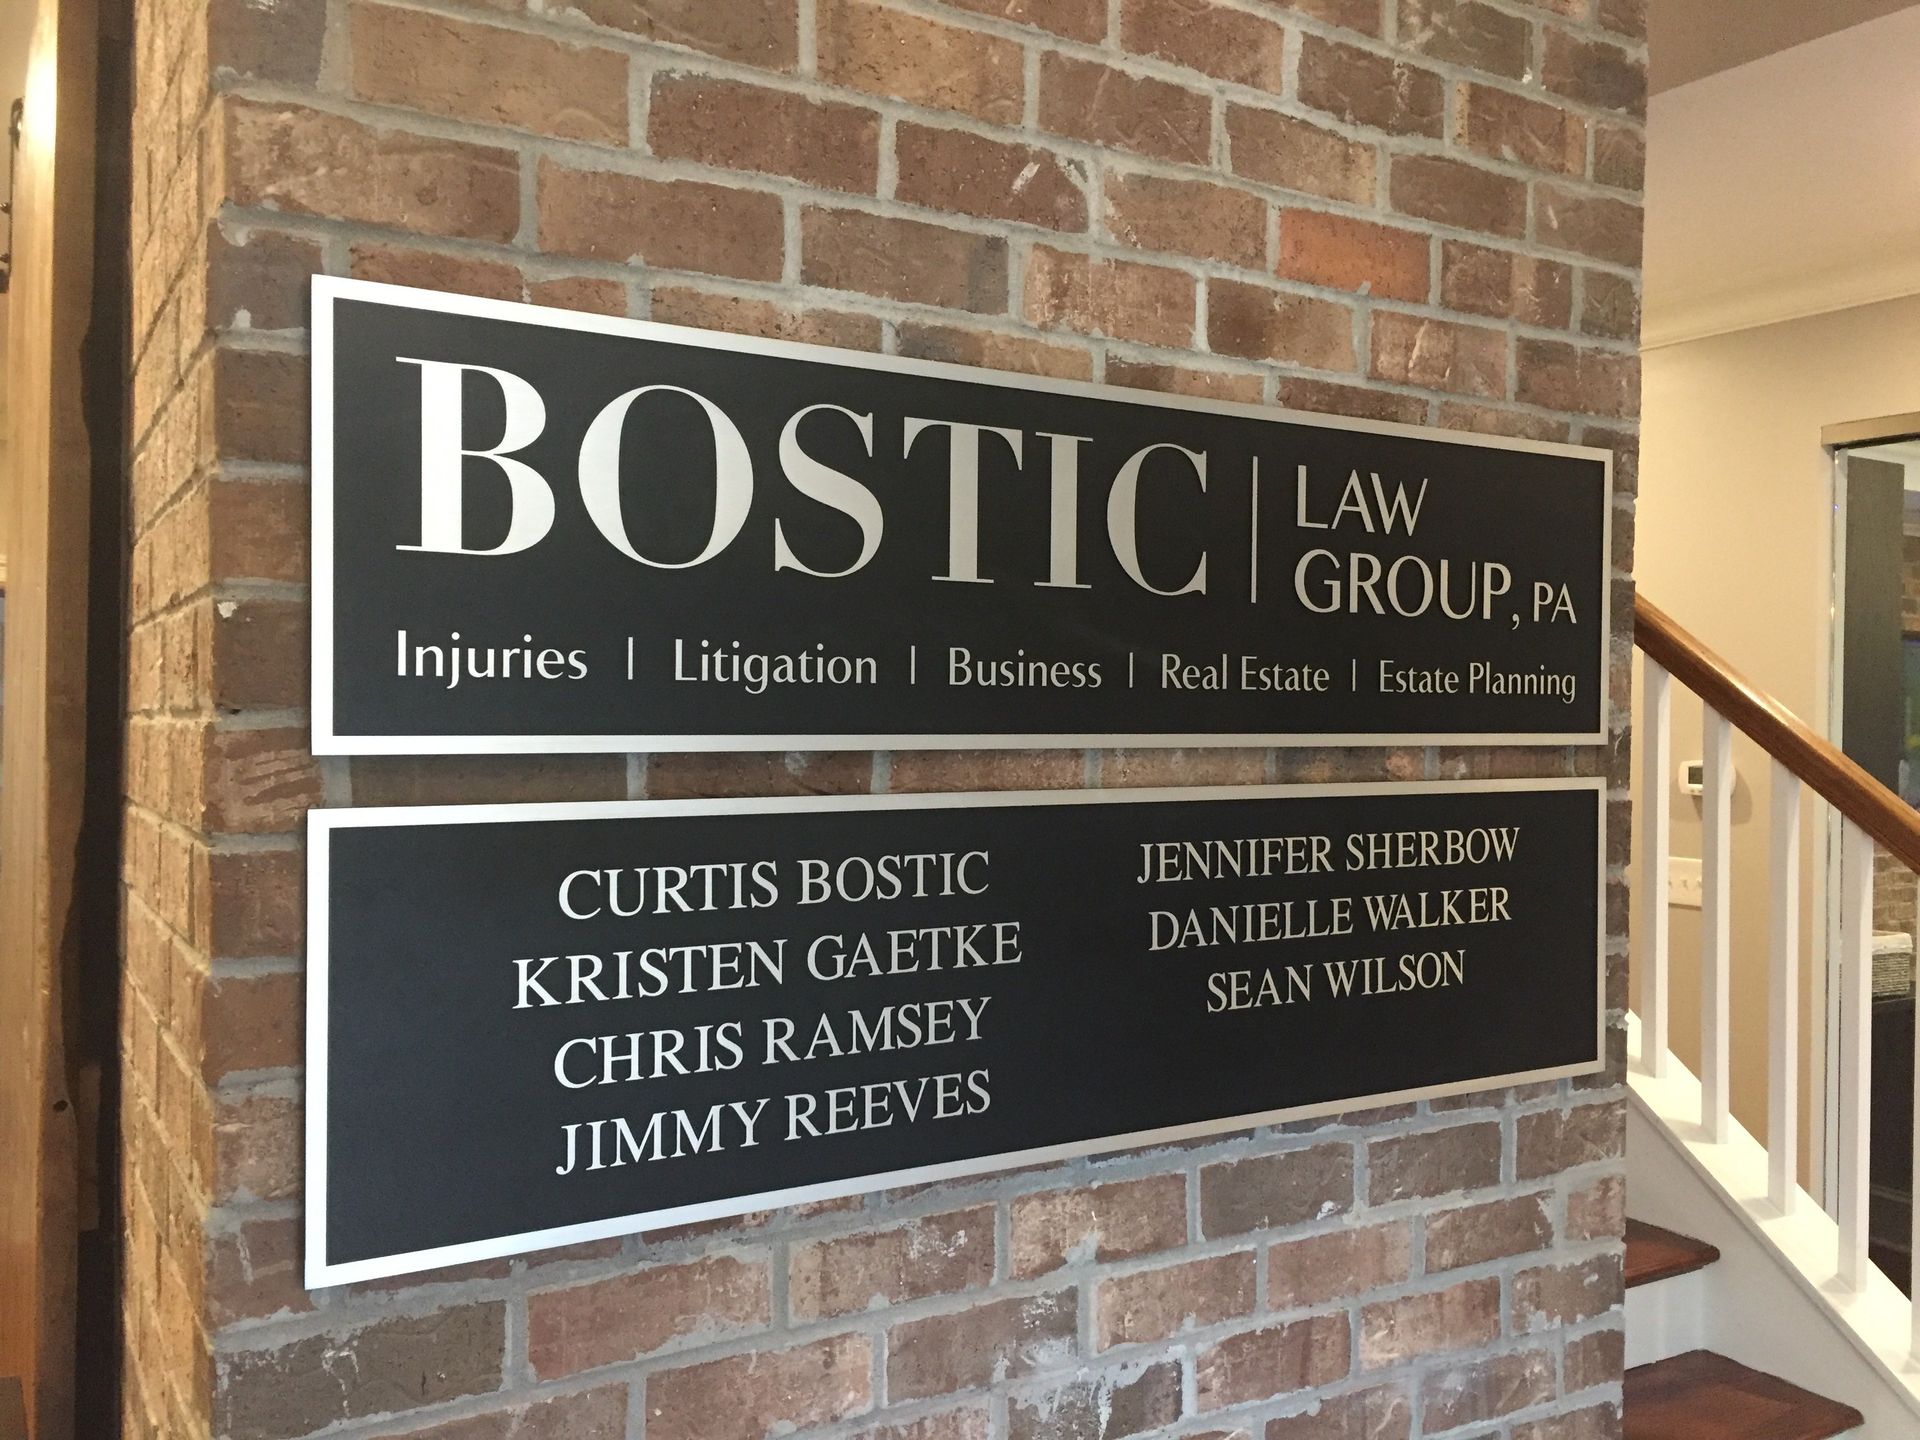 BOSTIC | LAW
GROUP, PA
Injuries | Litigation | Business | Real Estate | Estate Planning
CURTIS BOSTIC
KRISTEN GAETKE
CHRIS RAMSEY
JIMMY REEVES
JENNIFER SHERBOW
DANIELLE WALKER
SEAN WILSON